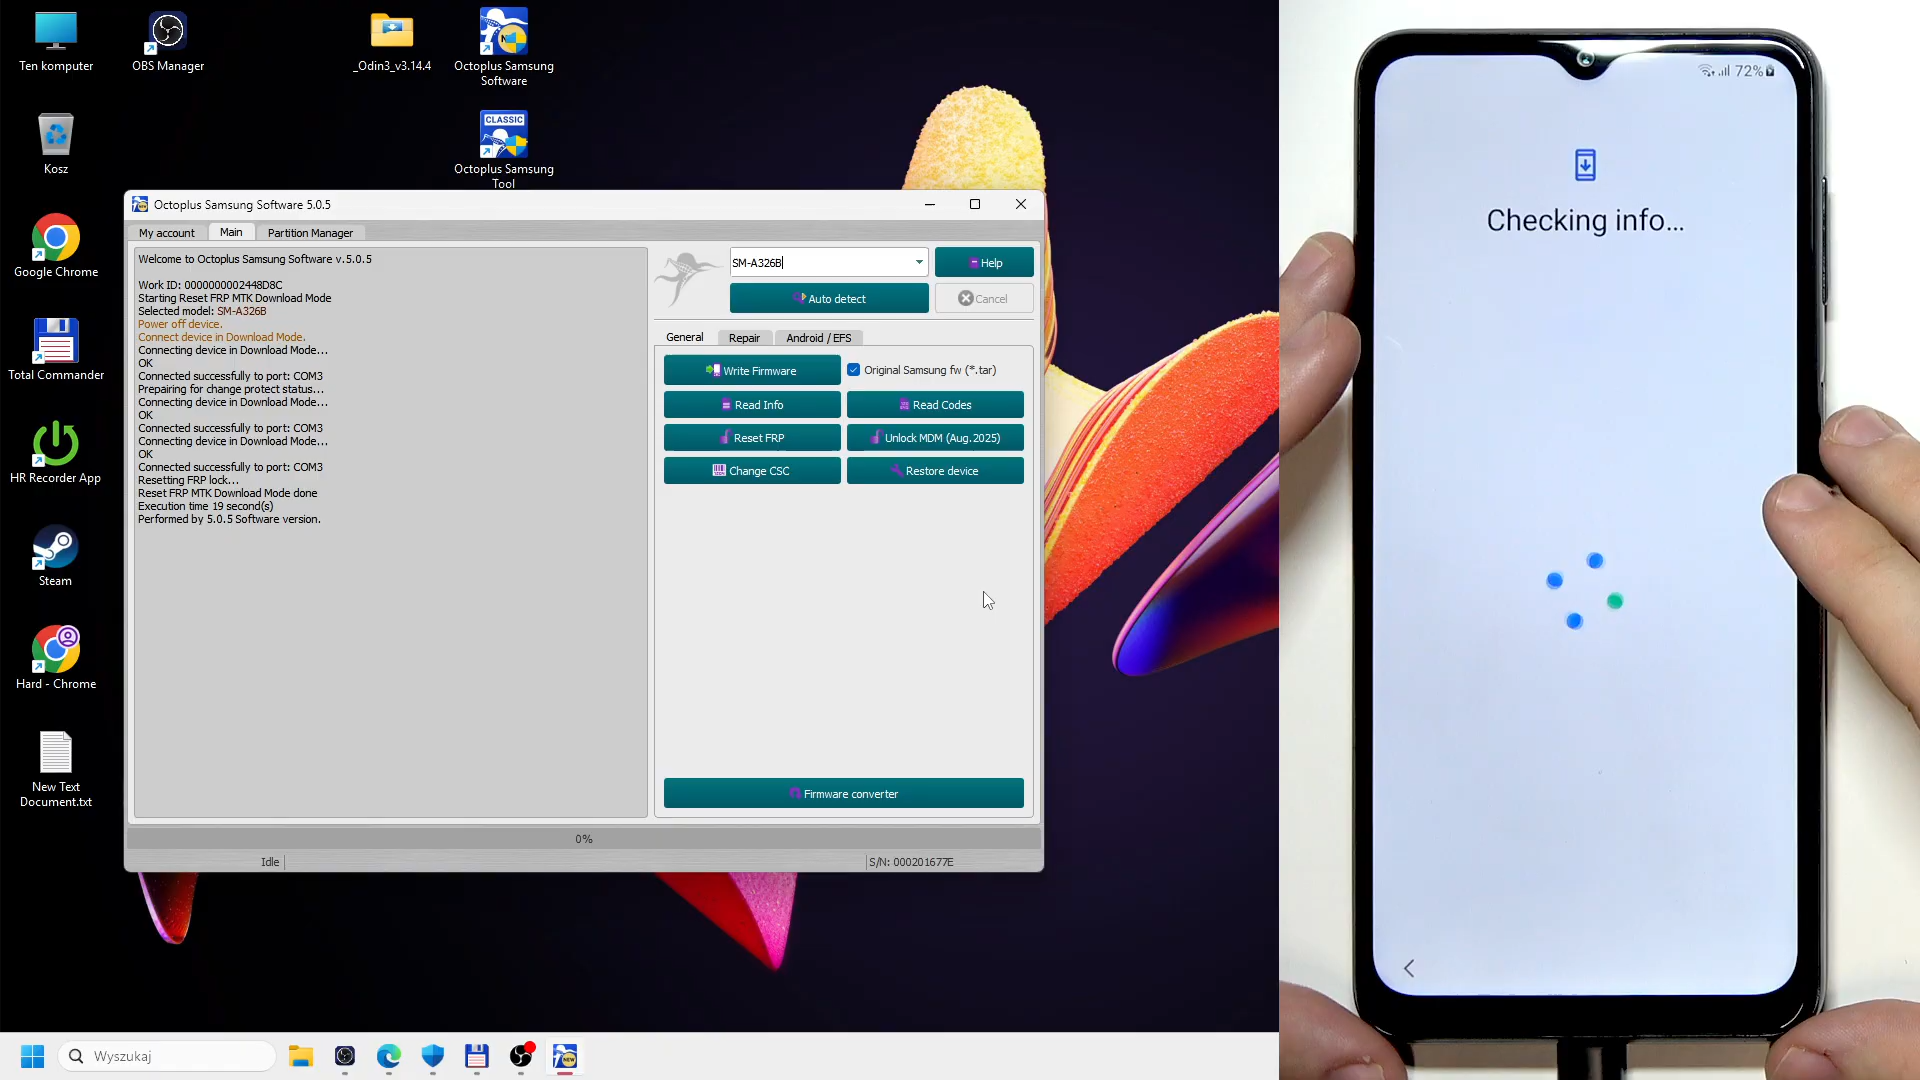 Ten komputer
OBS Manager
_Odin3_v3.14.4
Octoplus Samsung
Software
CLASSIC
Octoplus Samsung
Tool
Kosz
Google Chrome
Total Commander
HR Recorder App
Steam
Hard - Chrome
New Text
Document.txt
Octoplus Samsung Software 5.0.5
My account
Main
Partition Manager
Welcome to Octoplus Samsung Software v.5.0.5
Work ID: 0000000002448D8C
Starting Reset FRP MTK Download Mode
Selected model: SM-A326B
Power off device.
Connect device in Download Mode.
Connecting device in Download Mode...
OK
Connected successfully to port: COM3
Prepairing for change protect status...
Connecting device in Download Mode...
OK
Connected successfully to port: COM3
Connecting device in Download Mode...
OK
Connected successfully to port: COM3
Resetting FRP lock...
Reset FRP MTK Download Mode done
Execution time 19 second(s)
Performed by 5.0.5 Software version.
SM-A326B
Help
Auto detect
Cancel
General
Repair
Android / EFS
Write Firmware
Original Samsung fw (*.tar)
Read Info
Read Codes
Reset FRP
Unlock MDM (Aug.2025)
Change CSC
Restore device
Firmware converter
0%
Idle
S/N: 000201677E
Wyszukaj
NEW
72%
Checking info...